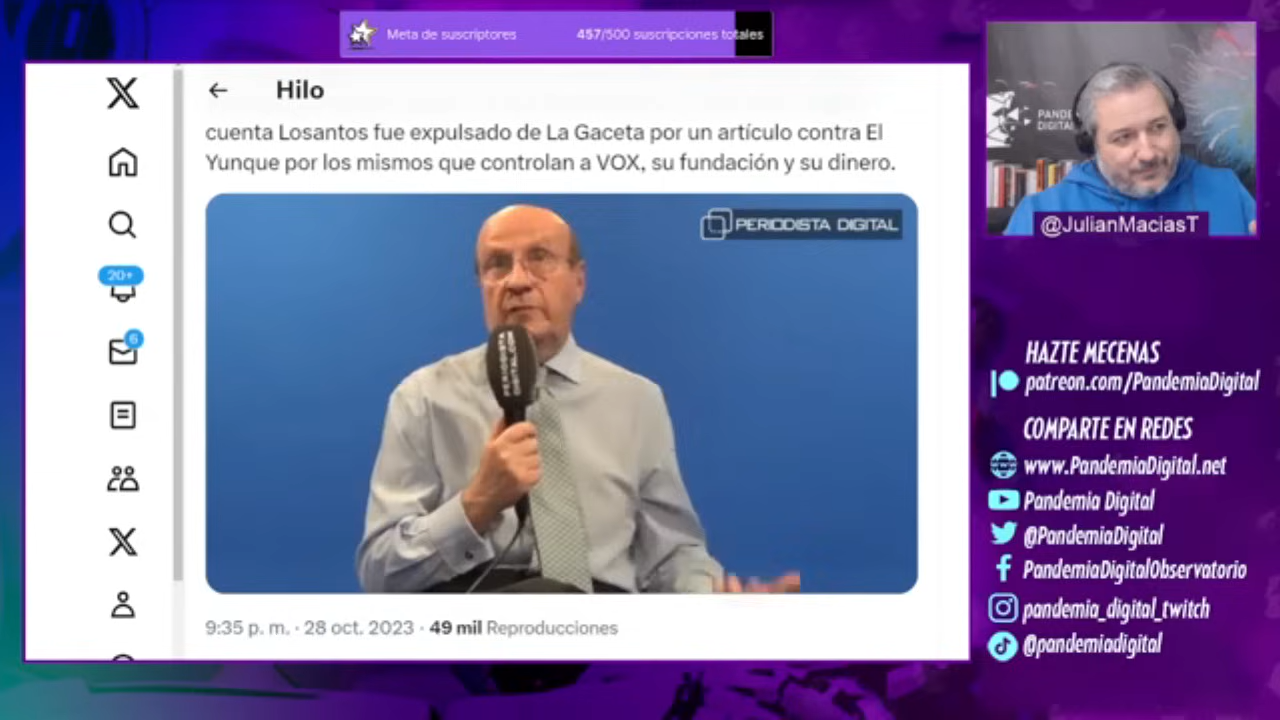 Meta de suscriptores 457/500 suscripciones totales
Hilo
cuenta Losantos fue expulsado de La Gaceta por un artículo contra El
Yunque por los mismos que controlan a VOX, su fundación y su dinero.
20+
6
PERIODISTA DIGITAL
PERIODISTA
DIGITAL.COM
9:35 p. m. · 28 oct. 2023 · 49 mil Reproducciones
@JulianMaciasT
HAZTE MECENAS
patreon.com/PandemiaDigital
COMPARTE EN REDES
www.PandemiaDigital.net
Pandemia Digital
@PandemiaDigital
PandemiaDigitalObservatorio
pandemia_digital_twitch
@pandemiadigital